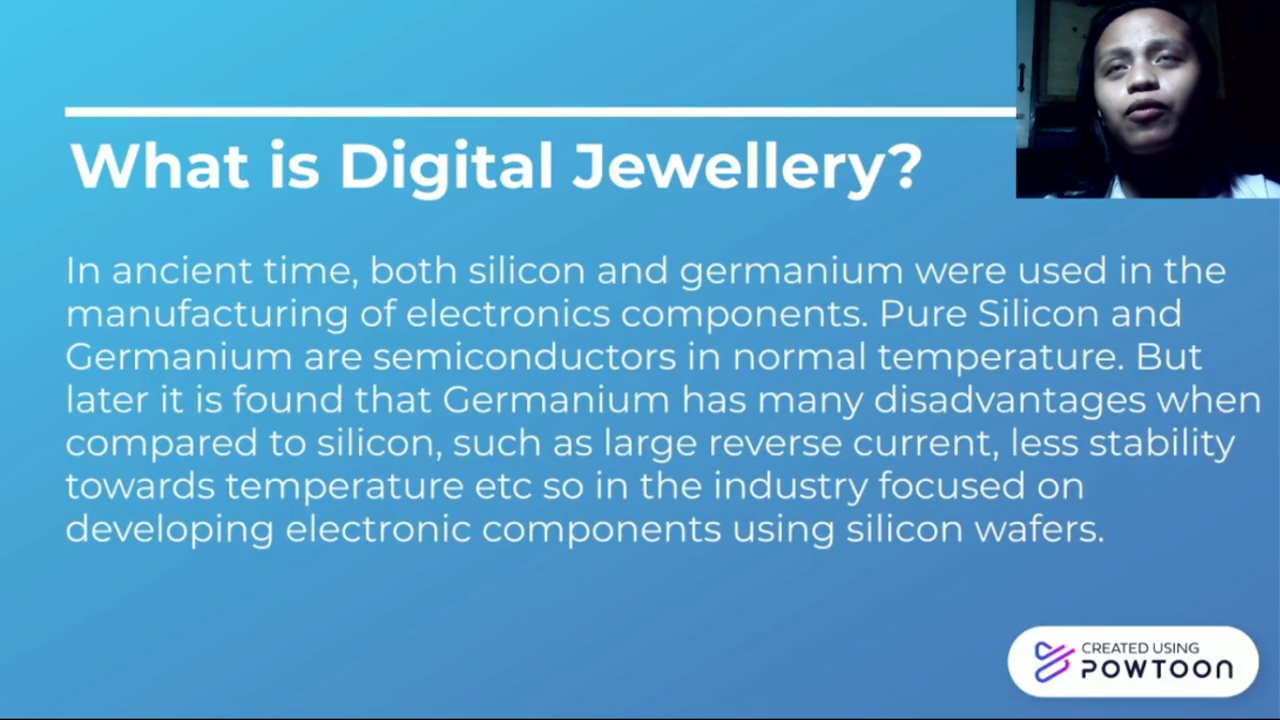 What is Digital Jewellery?
In ancient time, both silicon and germanium were used in the
manufacturing of electronics components. Pure Silicon and
Germanium are semiconductors in normal temperature. But
later it is found that Germanium has many disadvantages when
compared to silicon, such as large reverse current, less stability
towards temperature etc so in the industry focused on
developing electronic components using silicon wafers.
CREATED USING
POWTOON